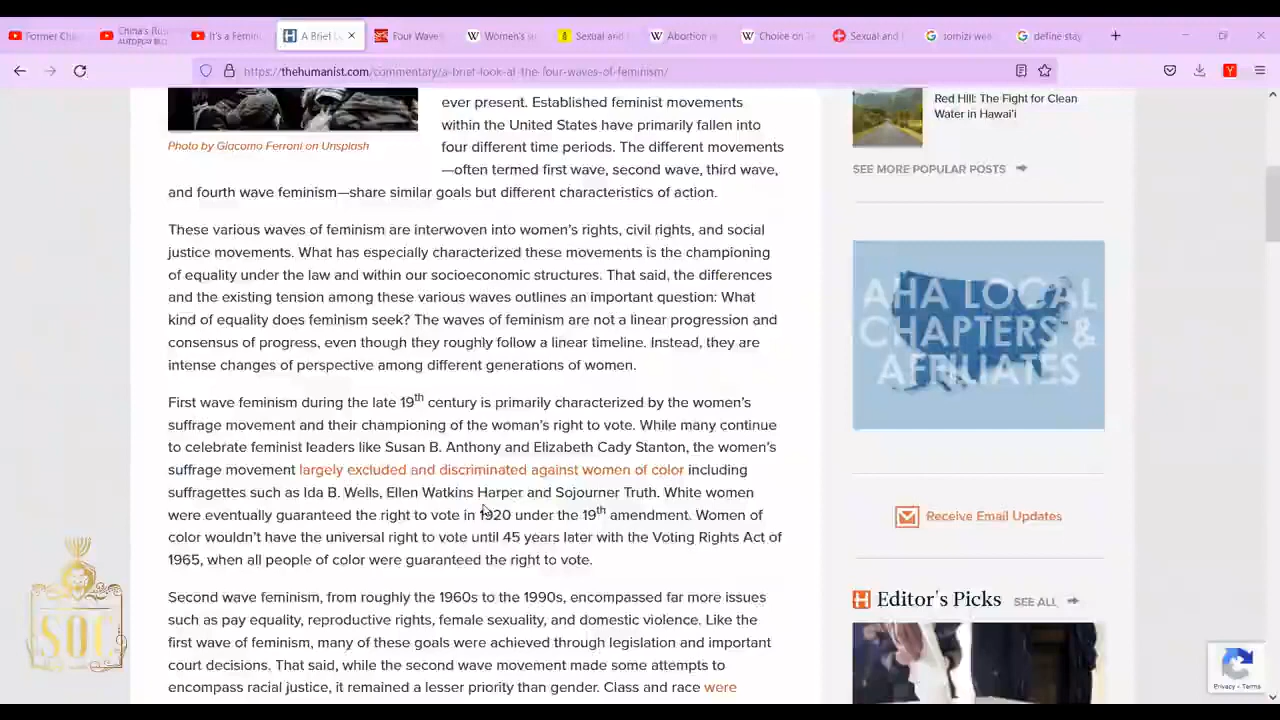 Former Ch
China's Rus
AUTOPLAY BLO
It's a Femin
A Brief L
Four Wave
Women's s
Sexual and
Abortion
Choice on
Sexual and
somizi we
define stay
https://thehumanist.com/commentary/a-brief-look-at-the-four-waves-of-feminism/
Photo by Giacomo Ferroni on Unsplash
ever present. Established feminist movements
within the United States have primarily fallen into
four different time periods. The different movements
—often termed first wave, second wave, third wave,
and fourth wave feminism—share similar goals but different characteristics of action.
These various waves of feminism are interwoven into women's rights, civil rights, and social
justice movements. What has especially characterized these movements is the championing
of equality under the law and within our socioeconomic structures. That said, the differences
and the existing tension among these various waves outlines an important question: What
kind of equality does feminism seek? The waves of feminism are not a linear progression and
consensus of progress, even though they roughly follow a linear timeline. Instead, they are
intense changes of perspective among different generations of women.
First wave feminism during the late 19th century is primarily characterized by the women's
suffrage movement and their championing of the woman's right to vote. While many continue
to celebrate feminist leaders like Susan B. Anthony and Elizabeth Cady Stanton, the women's
suffrage movement largely excluded and discriminated against women of color including
suffragettes such as Ida B. Wells, Ellen Watkins Harper and Sojourner Truth. White women
were eventually guaranteed the right to vote in 1920 under the 19th amendment. Women of
color wouldn't have the universal right to vote until 45 years later with the Voting Rights Act of
1965, when all people of color were guaranteed the right to vote.
Second wave feminism, from roughly the 1960s to the 1990s, encompassed far more issues
such as pay equality, reproductive rights, female sexuality, and domestic violence. Like the
first wave of feminism, many of these goals were achieved through legislation and important
court decisions. That said, while the second wave movement made some attempts to
encompass racial justice, it remained a lesser priority than gender. Class and race were
Red Hill: The Fight for Clean
Water in Hawai'i
SEE MORE POPULAR POSTS
AHA LOCAL
CHAPTERS &
AFFILIATES
Receive Email Updates
Editor's Picks SEE ALL
Privacy - Terms
SOC